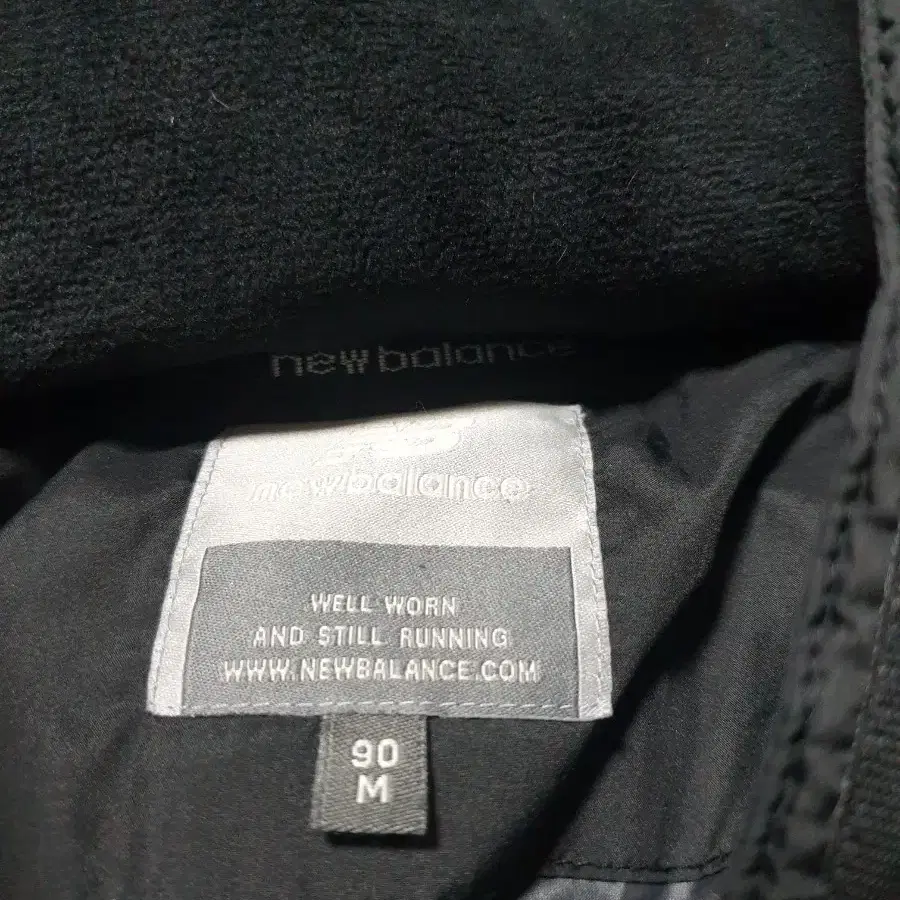 newbalance
newbalance
WELL WORN
AND STILL RUNNING
WWW.NEWBALANCE.COM
90
M